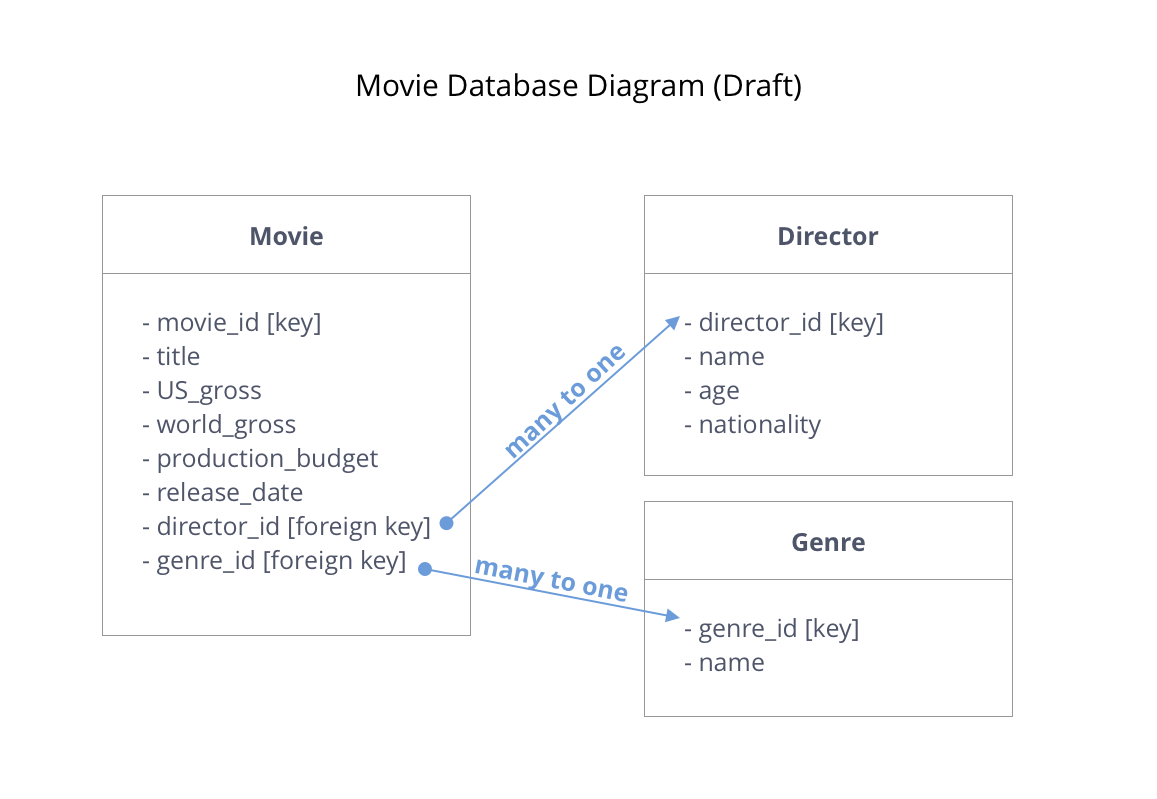 Movie Database Diagram (Draft)
Movie
- movie_id [key]
- title
- US_gross
- world_gross
- production_budget
- release_date
- director_id [foreign key]
- genre_id [foreign key]
many to one
many to one
Director
- director_id [key]
- name
- age
- nationality
Genre
- genre_id [key]
- name